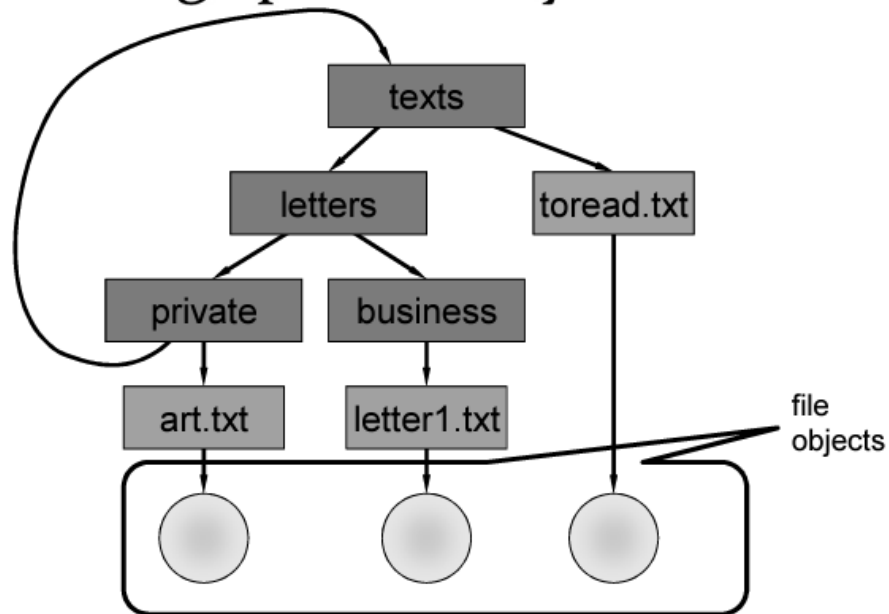 texts
letters
toread.txt
private
business
art.txt
letter1.txt
file
objects